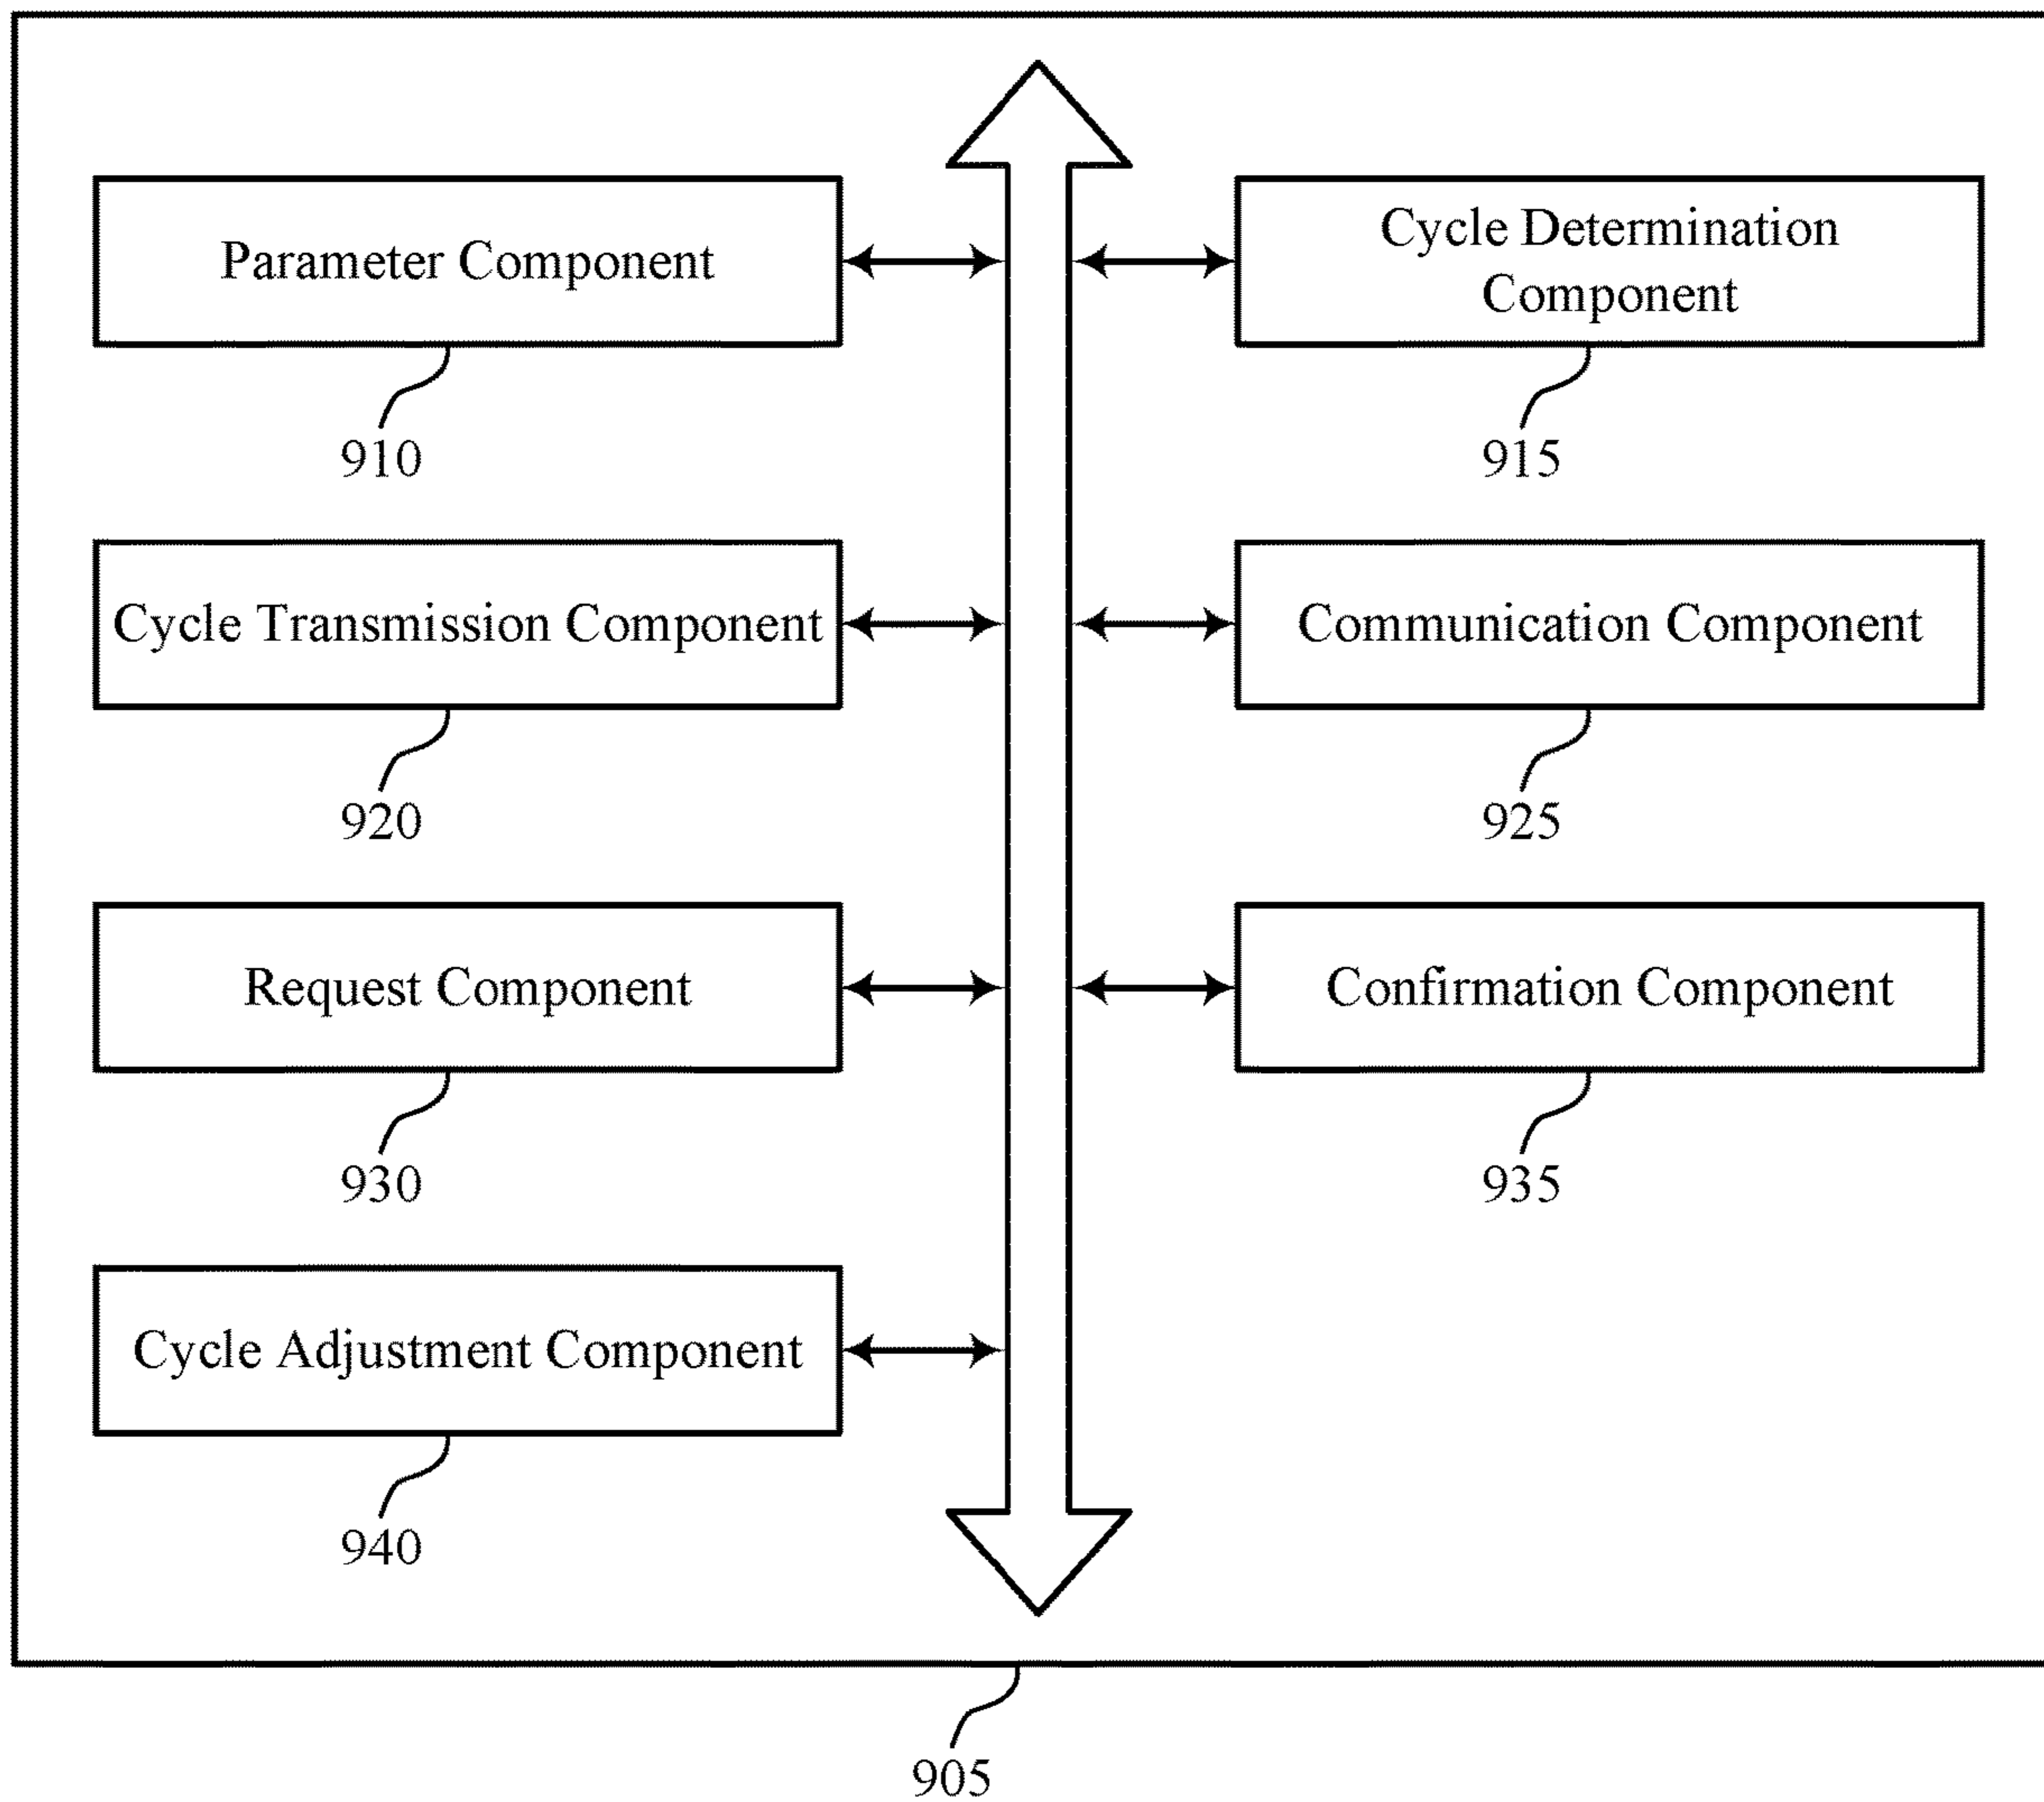 Parameter Component
910
Cycle Determination
Component
915
Cycle Transmission Component
920
Communication Component
925
Request Component
930
Confirmation Component
935
Cycle Adjustment Component
940
905